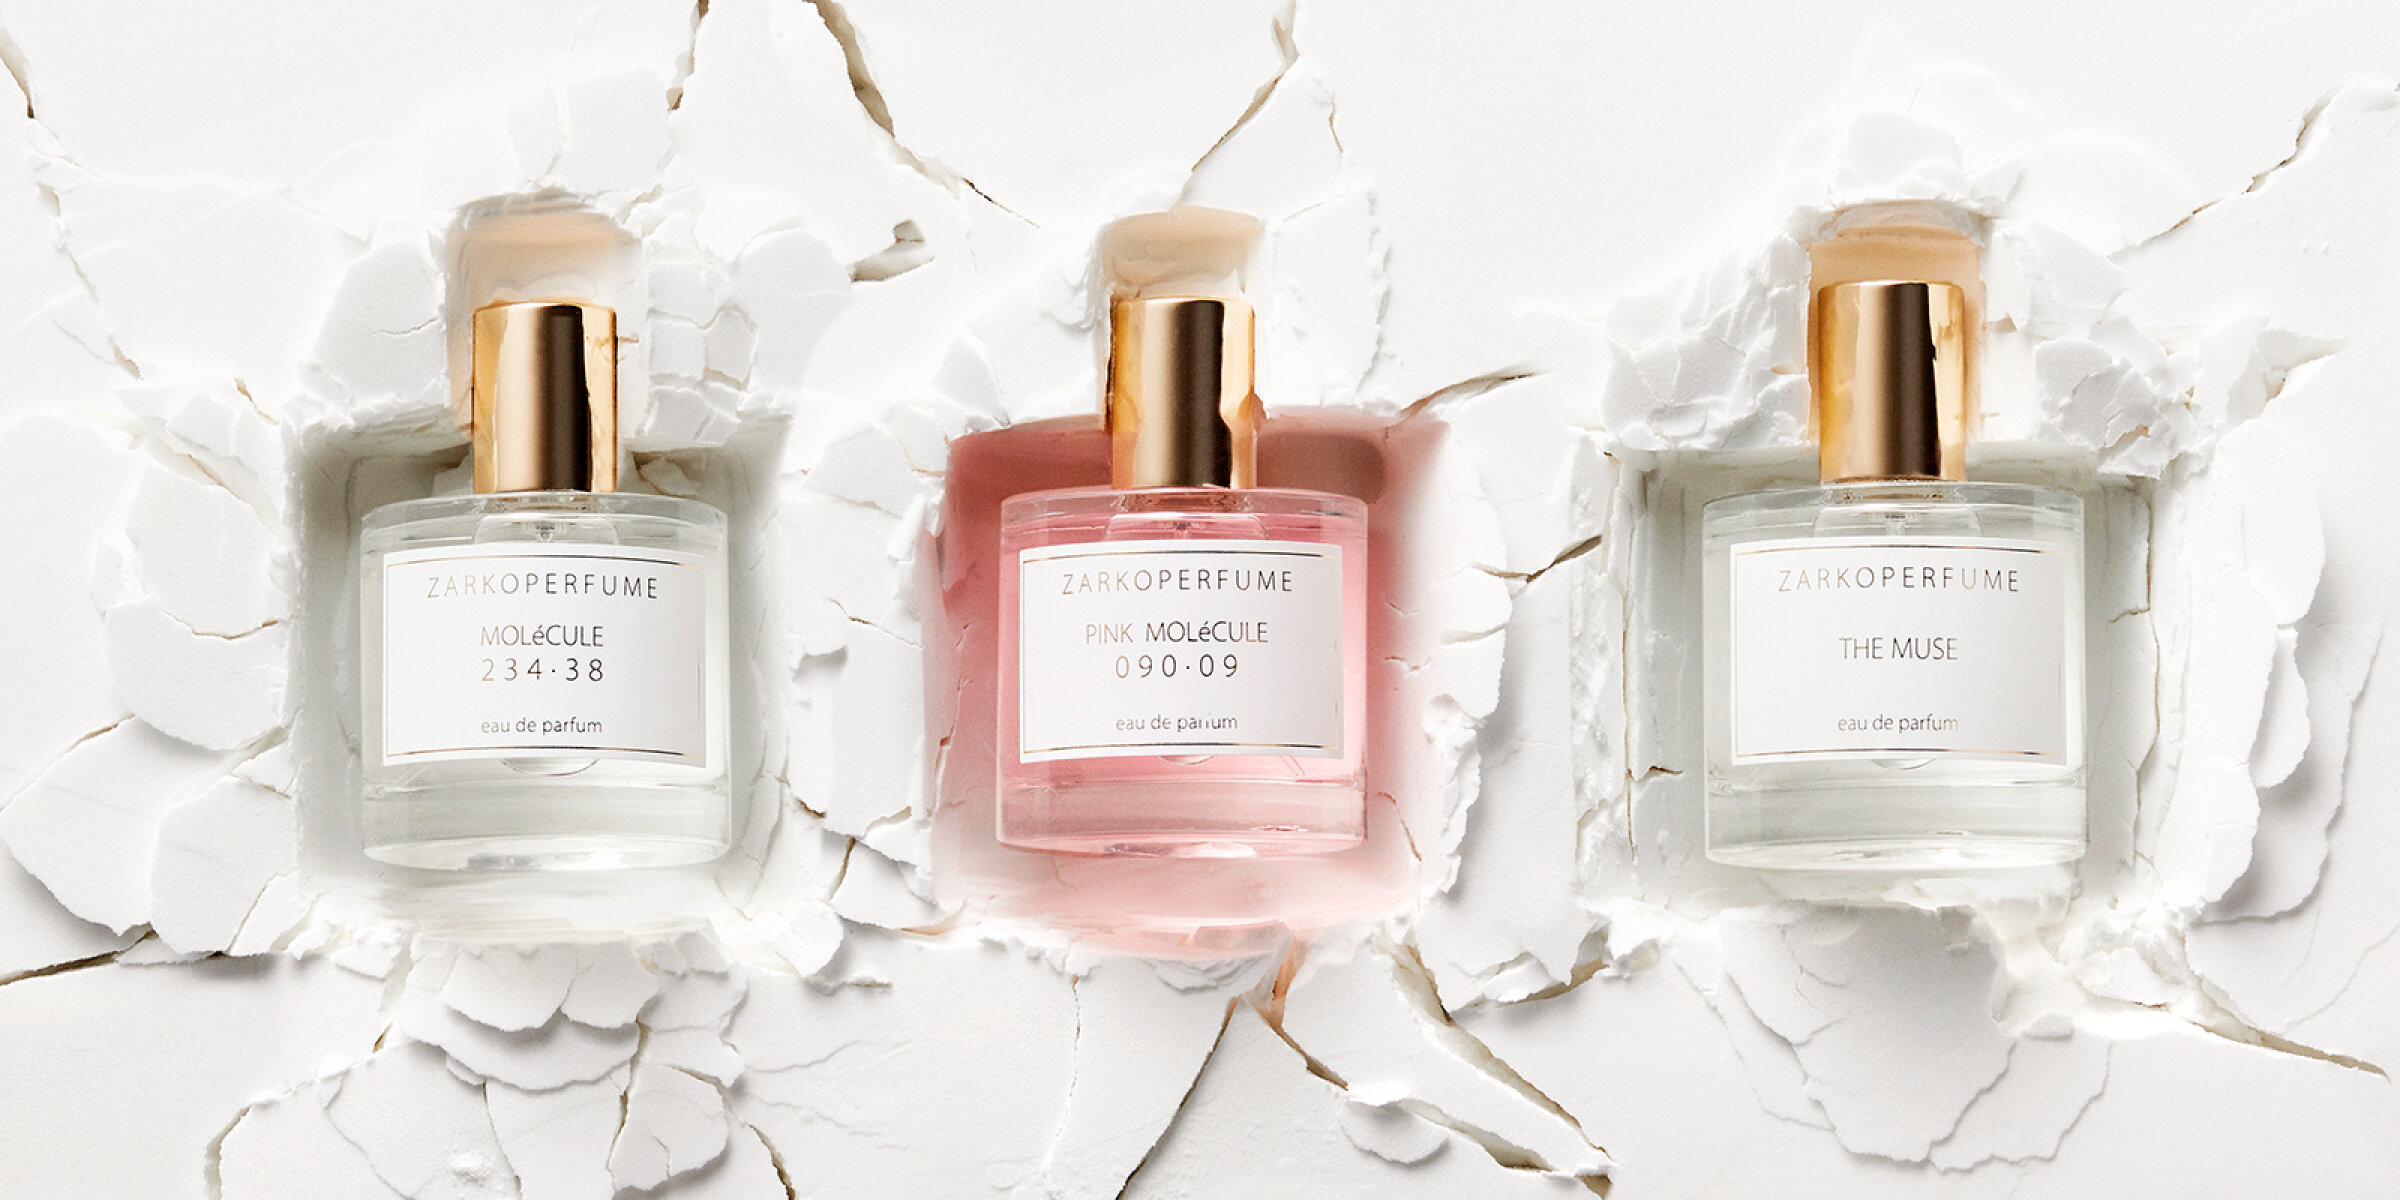 ZARKOPERFUME
MOLéCULE
234·38
eau de parfum
ZARKOPERFUME
PINK MOLéCULE
090·09
eau de parfum
ZARKOPERFUME
THE MUSE
eau de parfum